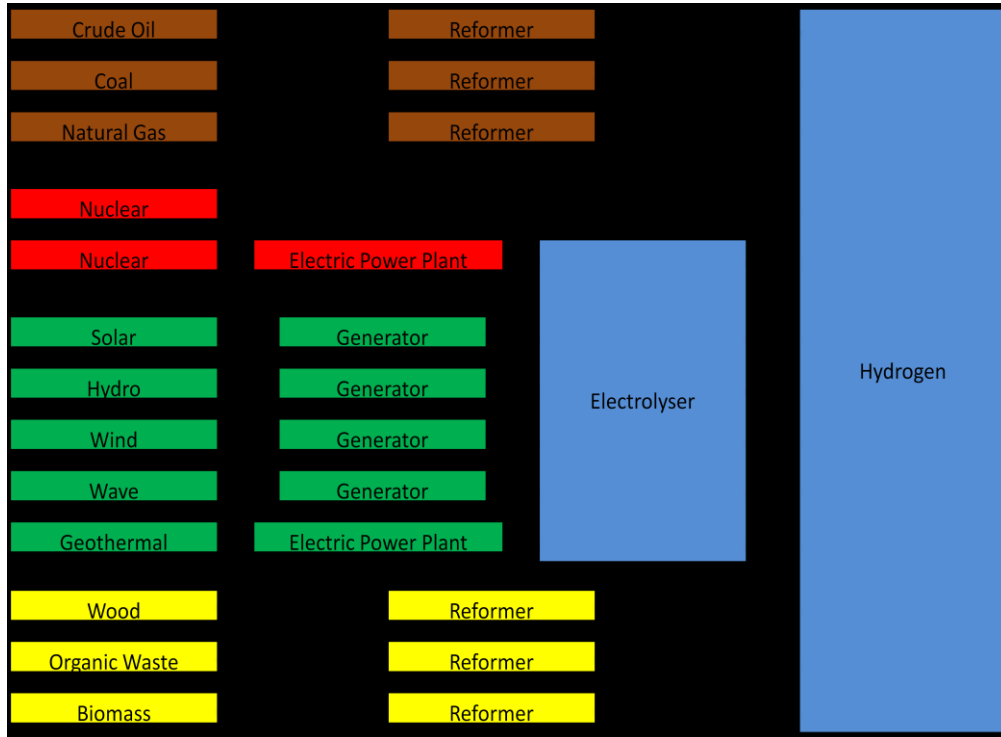 Crude Oil Reformer
Coal Reformer
Natural Gas Reformer
Nuclear
Nuclear Electric Power Plant
Solar Generator
Hydro Generator
Hydrogen
Electrolyser
Wind Generator
Wave Generator
Geothermal Electric Power Plant
Wood Reformer
Organic Waste Reformer
Biomass Reformer